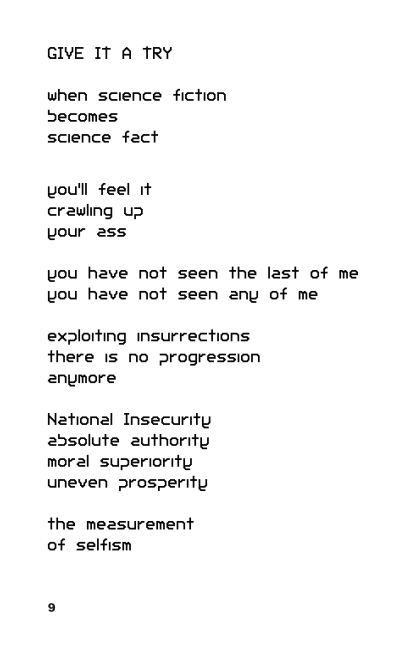 GIVE IT A TRY
when science fiction
becomes
science fact
you'll feel it
crawling up
your ass
you have not seen the last of me
you have not seen any of me
exploiting insurrections
there is no progression
anymore
National Insecurity
absolute authority
moral superiority
uneven prosperity
the measurement
of selfism
9